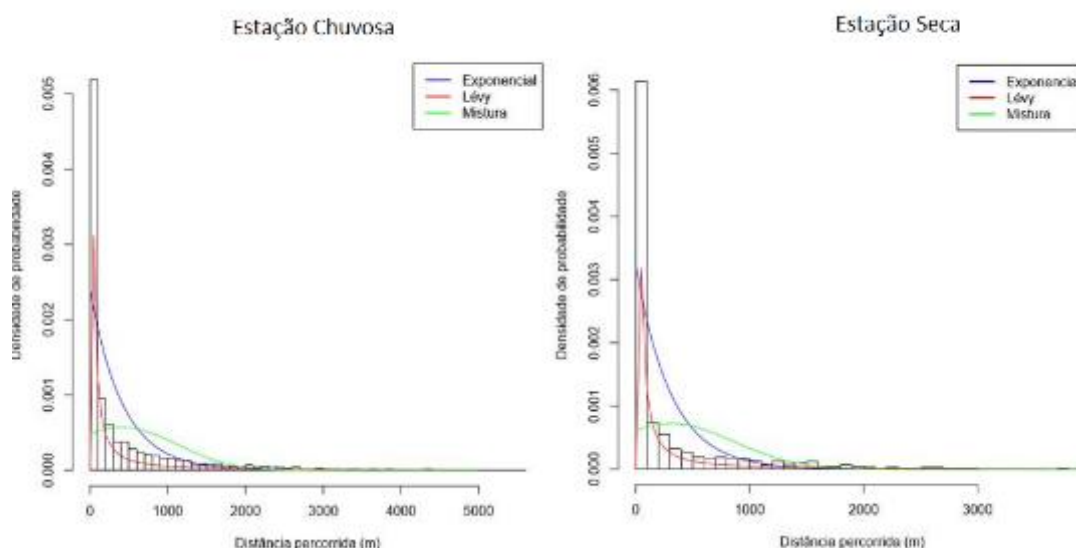 Estação Chuvosa
Exponencial
Lévy
Mistura
Densidade de probabilidade
0.000
0.001
0.002
0.003
0.004
0.005
0
1000
2000
3000
4000
5000
Distância percorrida (m)
Estação Seca
Exponencial
Lévy
Mistura
Densidade de probabilidade
0.000
0.001
0.002
0.003
0.004
0.005
0.006
0
1000
2000
3000
Distância percorrida (m)